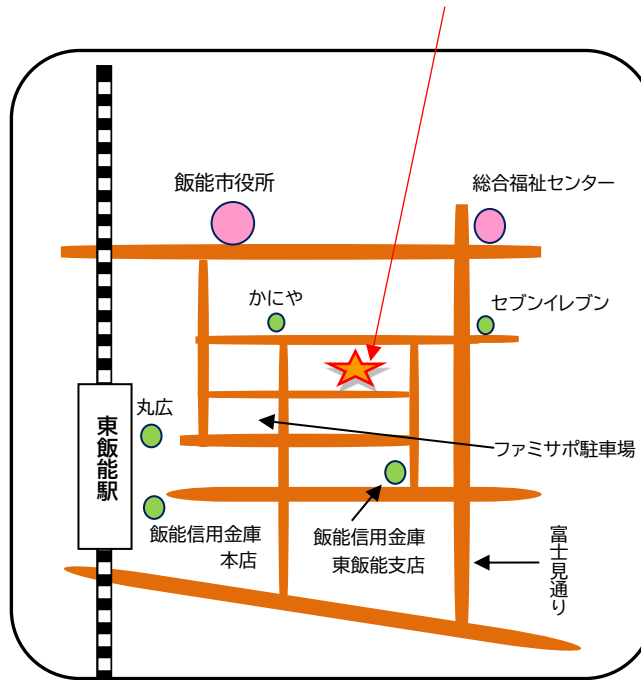 飯能市役所
総合福祉センター
かにや
セブンイレブン
丸広
東飯能駅
ファミサポ駐車場
飯能信用金庫
本店
飯能信用金庫
東飯能支店
富士見通り